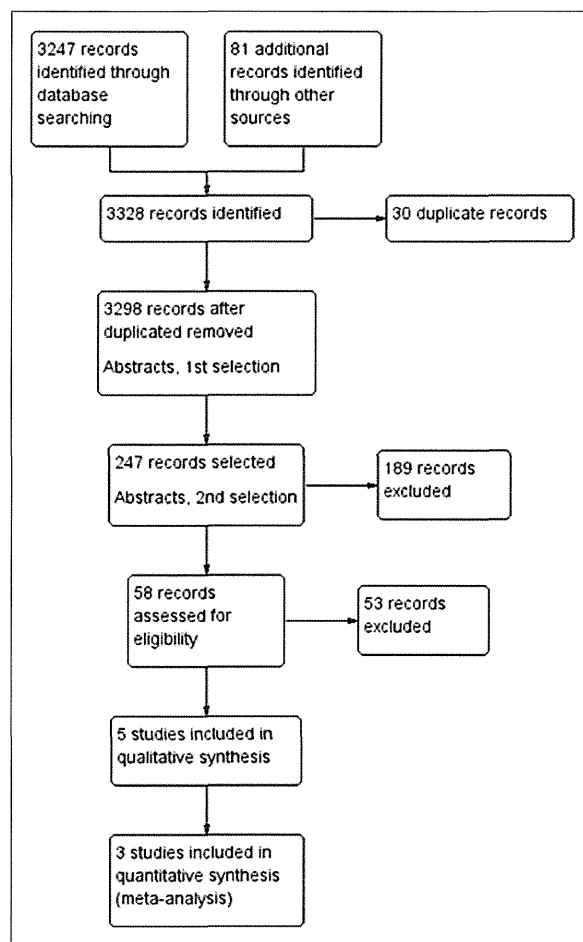 3247 records
identified through
database
searching
81 additional
records identified
through other
sources
3328 records identified
30 duplicate records
3298 records after
duplicated removed
Abstracts, 1st selection
247 records selected
Abstracts, 2nd selection
189 records
excluded
58 records
assessed for
eligibility
53 records
excluded
5 studies included in
qualitative synthesis
3 studies included in
quantitative synthesis
(meta-analysis)